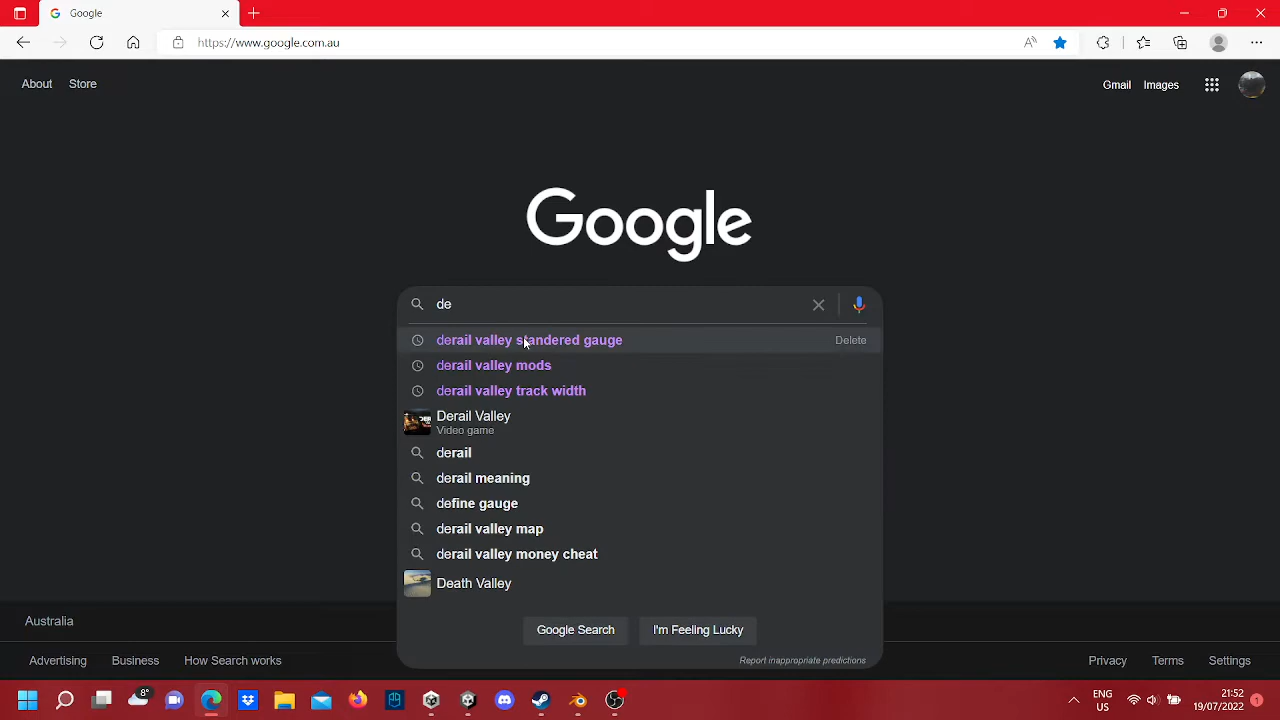 Google
https://www.google.com.au
About
Store
Gmail
Images
Google
de
derail valley standered gauge
Delete
derail valley mods
derail valley track width
Derail Valley
Video game
derail
derail meaning
define gauge
derail valley map
derail valley money cheat
Death Valley
Google Search
I'm Feeling Lucky
Report inappropriate predictions
Australia
Advertising
Business
How Search works
Privacy
Terms
Settings
8°
ENG
US
21:52
19/07/2022
1